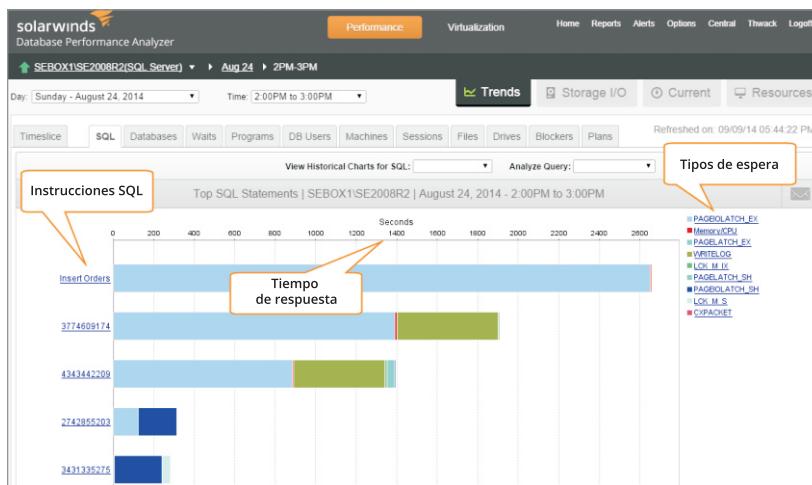 solarwinds
Database Performance Analyzer
Performance
Virtualization
Home Reports Alerts Options Central Thwack Logoff
SEBOX1\SE2008R2(SQL Server) Aug 24 2PM-3PM
Day: Sunday - August 24, 2014 Time: 2:00PM to 3:00PM
Trends Storage I/O Current Resources
Timeslice SQL Databases Waits Programs DB Users Machines Sessions Files Drives Blockers Plans
Refreshed on: 09/09/14 05:44:22 PM
View Historical Charts for SQL: Analyze Query:
Tipos de espera
Instrucciones SQL
Top SQL Statements | SEBOX1\SE2008R2 | August 24, 2014 - 2:00PM to 3:00PM
Seconds
0 200 400 600 800 1000 1200 1400 1600 1800 2000 2200 2400 2600
Tiempo
de respuesta
Insert Orders
3774609174
4343442209
2742855203
3431335275
PAGEIOLATCH_EX
Memory/CPU
PAGELATCH_EX
WRITELOG
LCK_M_IX
PAGELATCH_SH
PAGEIOLATCH_SH
LCK_M_S
CXPACKET